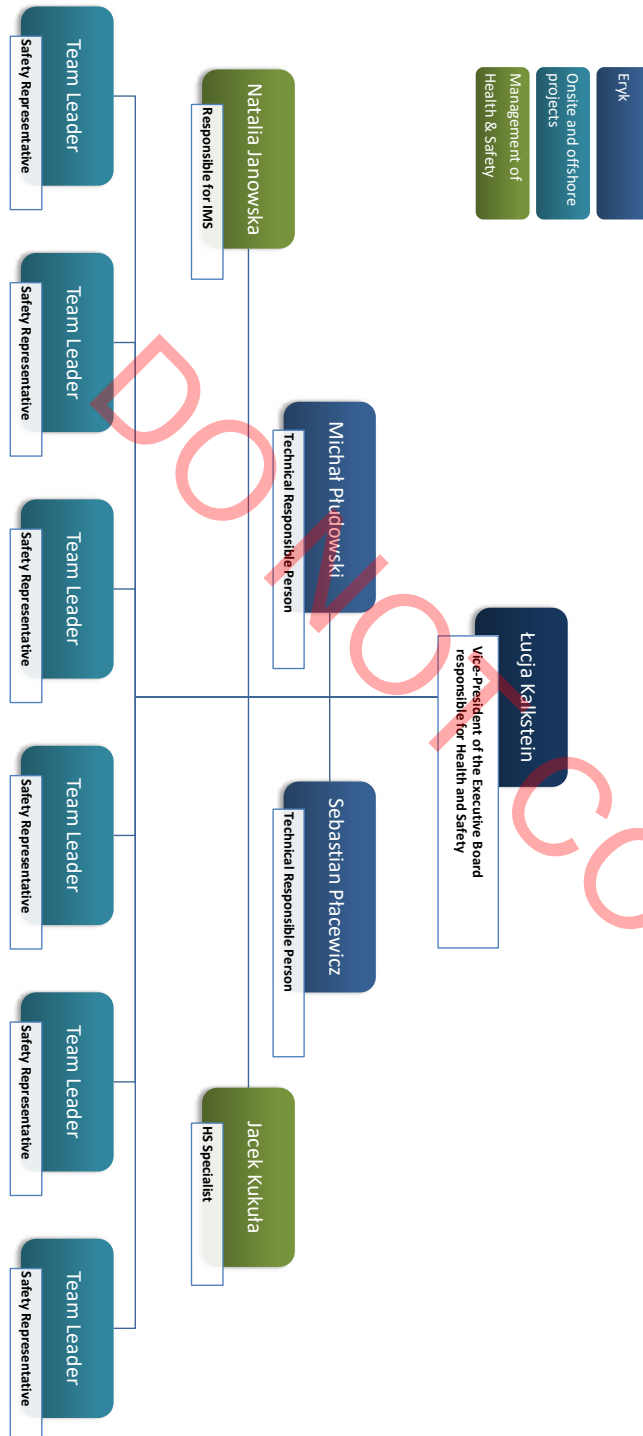 Eryk
Onsite and offshore
projects
Management of
Health & Safety
Łucja Kalkstein
Vice-President of the Executive Board
responsible for Health and Safety
Michał Płudowski
Technical Responsible Person
Sebastian Płacewicz
Technical Responsible Person
Natalia Janowska
Responsible for IMS
Jacek Kukuła
HS Specialist
Team Leader
Safety Representative
Team Leader
Safety Representative
Team Leader
Safety Representative
Team Leader
Safety Representative
Team Leader
Safety Representative
Team Leader
Safety Representative
DO NOT CO